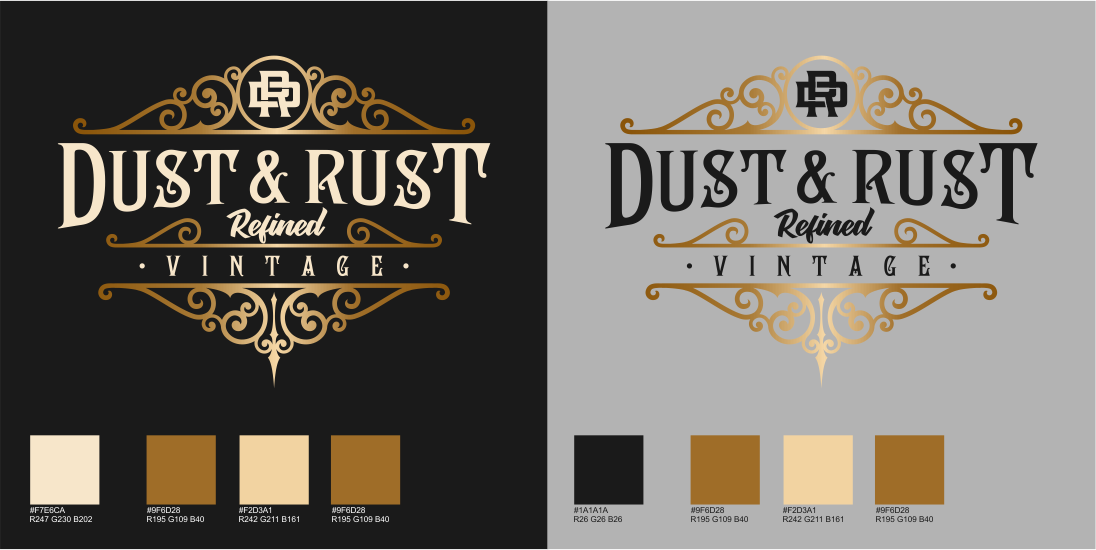 DR
DUST & RUST
Refined
• VINTAGE •
#F7E6CA
R247 G230 B202
#9F6D28
R195 G109 B40
#F2D3A1
R242 G211 B161
#9F6D28
R195 G109 B40
DR
DUST & RUST
Refined
• VINTAGE •
#1A1A1A
R26 G26 B26
#9F6D28
R195 G109 B40
#F2D3A1
R242 G211 B161
#9F6D28
R195 G109 B40